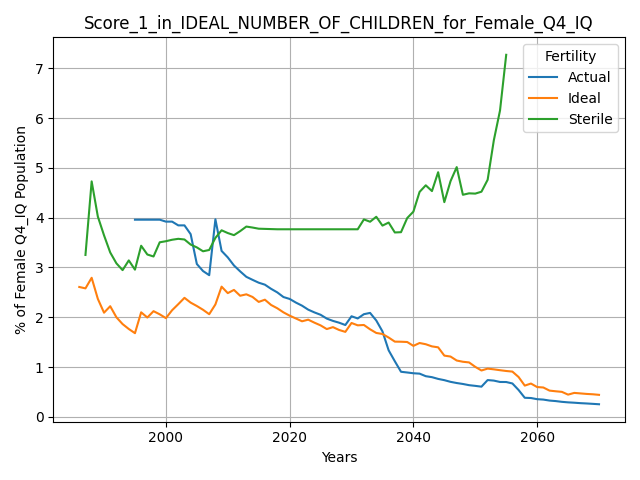 Score_1_in_IDEAL_NUMBER_OF_CHILDREN_for_Female_Q4_IQ
Fertility
Actual
Ideal
Sterile
% of Female Q4_IQ Population
7
6
5
4
3
2
1
0
2000
2020
2040
2060
Years